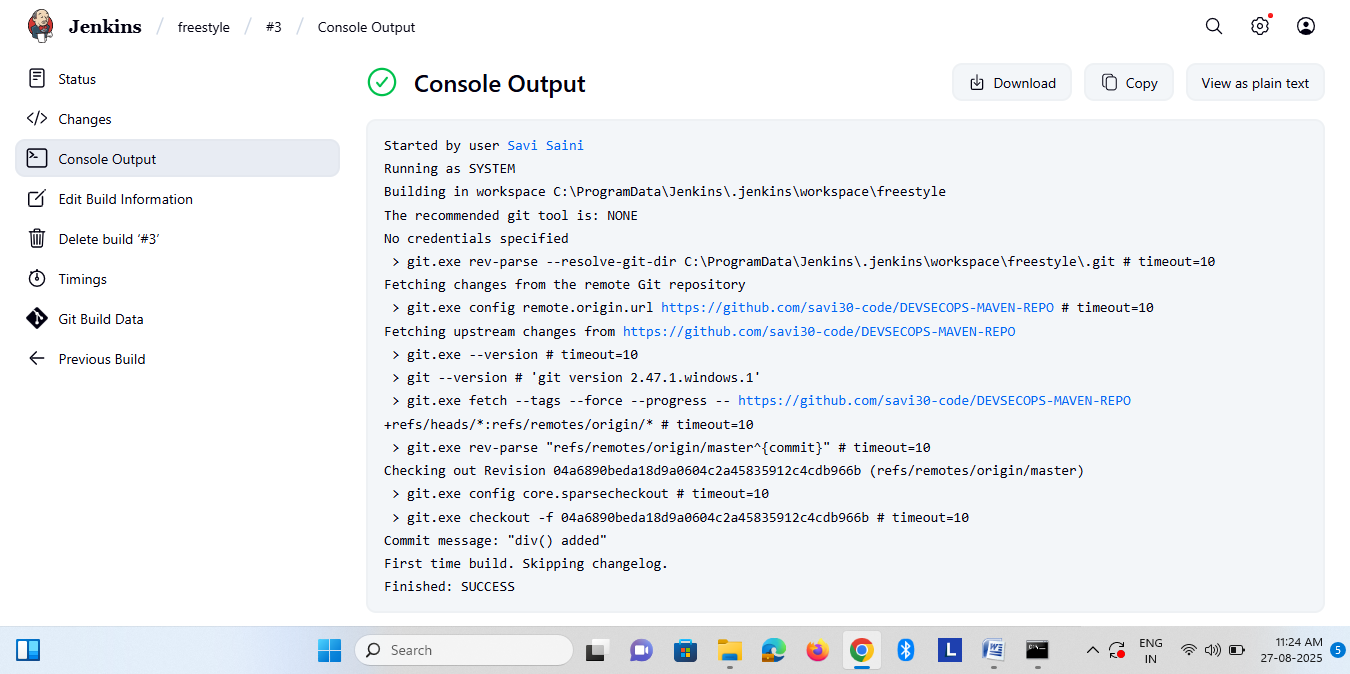 Jenkins / freestyle / #3 / Console Output
Status
Changes
Console Output
Edit Build Information
Delete build ‘#3’
Timings
Git Build Data
Previous Build
Console Output
Download
Copy
View as plain text
Started by user Savi Saini
Running as SYSTEM
Building in workspace C:\ProgramData\Jenkins\.jenkins\workspace\freestyle
The recommended git tool is: NONE
No credentials specified
> git.exe rev-parse --resolve-git-dir C:\ProgramData\Jenkins\.jenkins\workspace\freestyle\.git # timeout=10
Fetching changes from the remote Git repository
> git.exe config remote.origin.url https://github.com/savi30-code/DEVSECOPS-MAVEN-REPO # timeout=10
Fetching upstream changes from https://github.com/savi30-code/DEVSECOPS-MAVEN-REPO
> git.exe --version # timeout=10
> git --version # 'git version 2.47.1.windows.1'
> git.exe fetch --tags --force --progress -- https://github.com/savi30-code/DEVSECOPS-MAVEN-REPO
+refs/heads/*:refs/remotes/origin/* # timeout=10
> git.exe rev-parse "refs/remotes/origin/master^{commit}" # timeout=10
Checking out Revision 04a6890beda18d9a0604c2a45835912c4cdb966b (refs/remotes/origin/master)
> git.exe config core.sparsecheckout # timeout=10
> git.exe checkout -f 04a6890beda18d9a0604c2a45835912c4cdb966b # timeout=10
Commit message: "div() added"
First time build. Skipping changelog.
Finished: SUCCESS
Search
L
W
ENG
IN
11:24 AM
27-08-2025
5